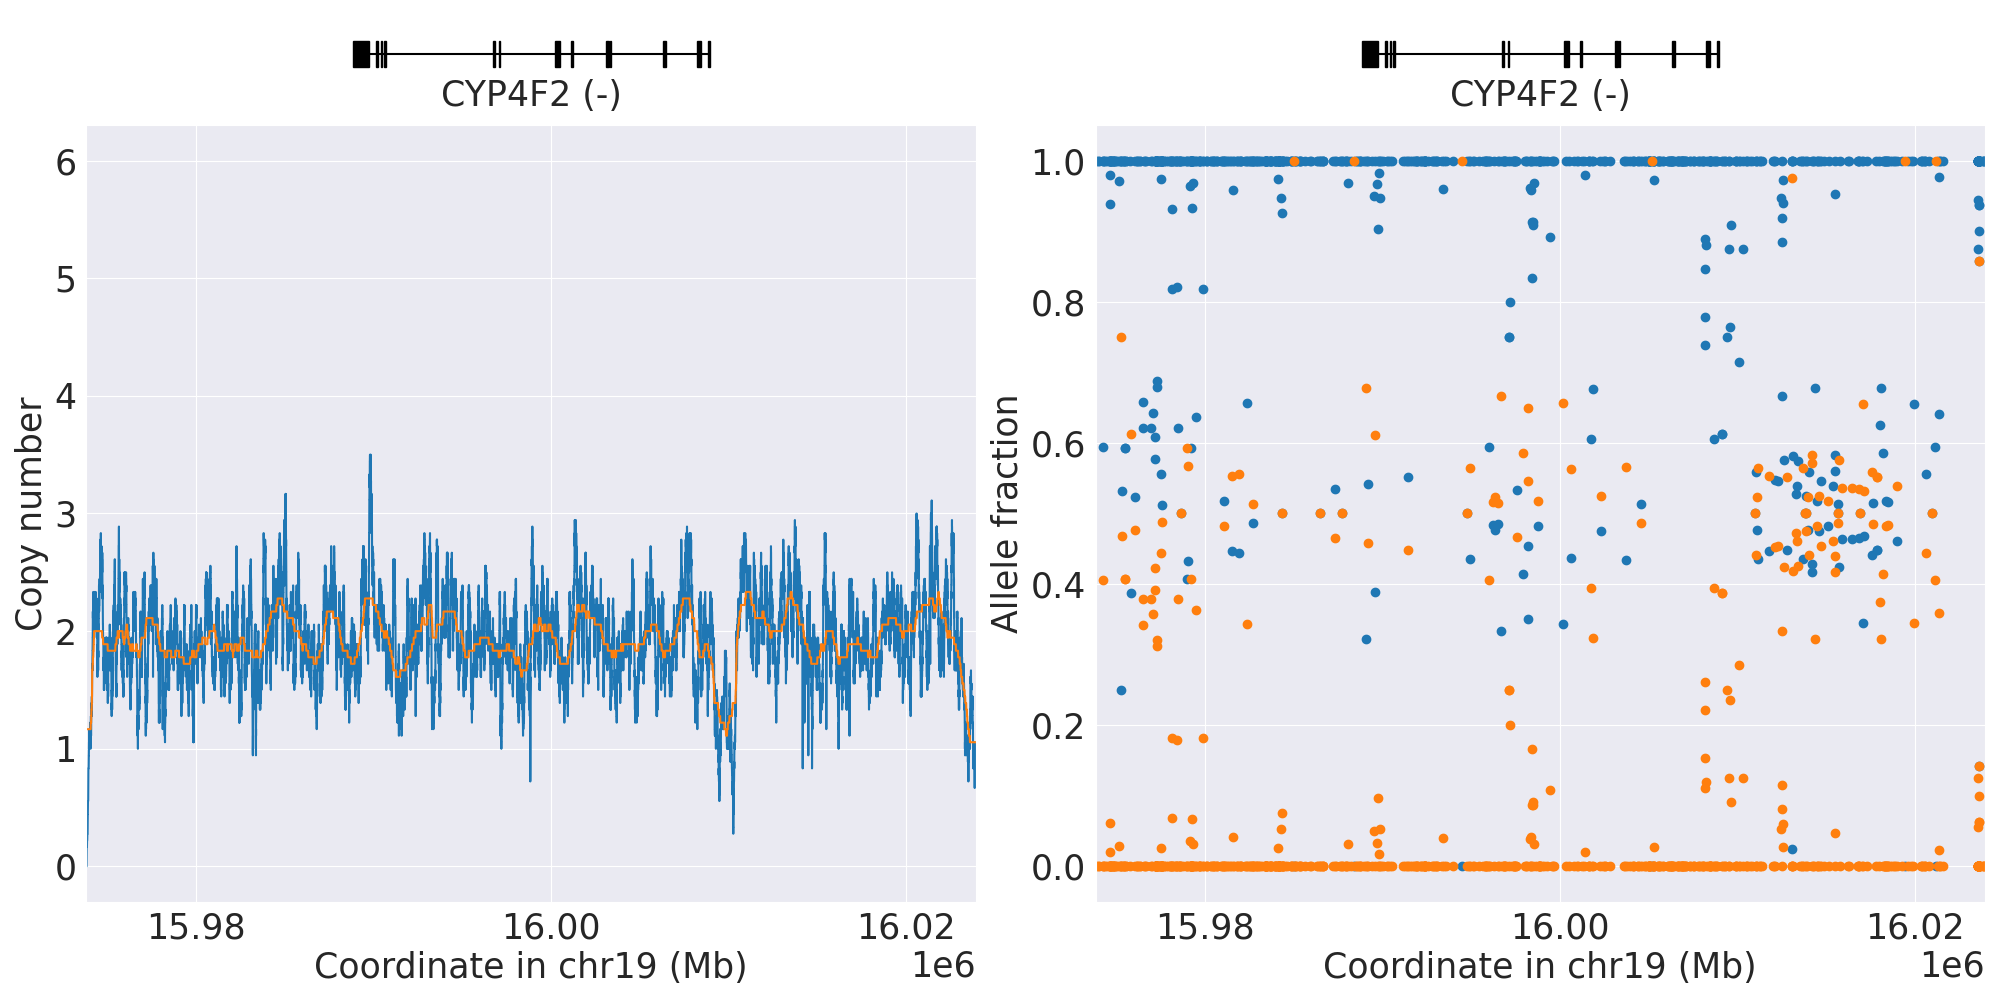 CYP4F2 (-)
Copy number
6
5
4
3
2
1
0
15.98
16.00
16.02
Coordinate in chr19 (Mb)
1e6
CYP4F2 (-)
Allele fraction
1.0
0.8
0.6
0.4
0.2
0.0
15.98
16.00
16.02
Coordinate in chr19 (Mb)
1e6